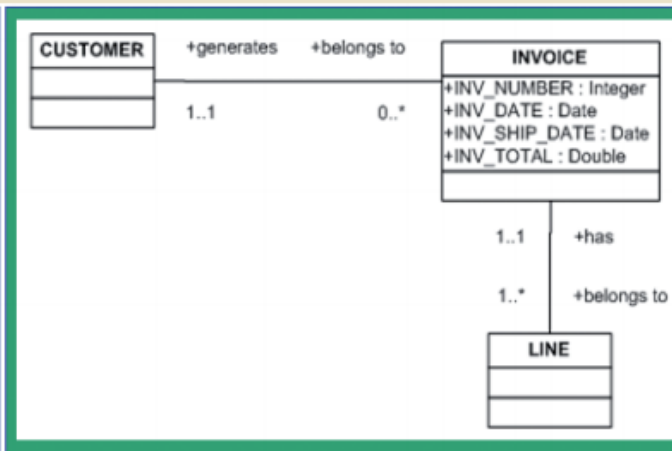 CUSTOMER
+generates +belongs to
1..1 0..*
INVOICE
+INV_NUMBER : Integer
+INV_DATE : Date
+INV_SHIP_DATE : Date
+INV_TOTAL : Double
1..1 +has
1..* +belongs to
LINE